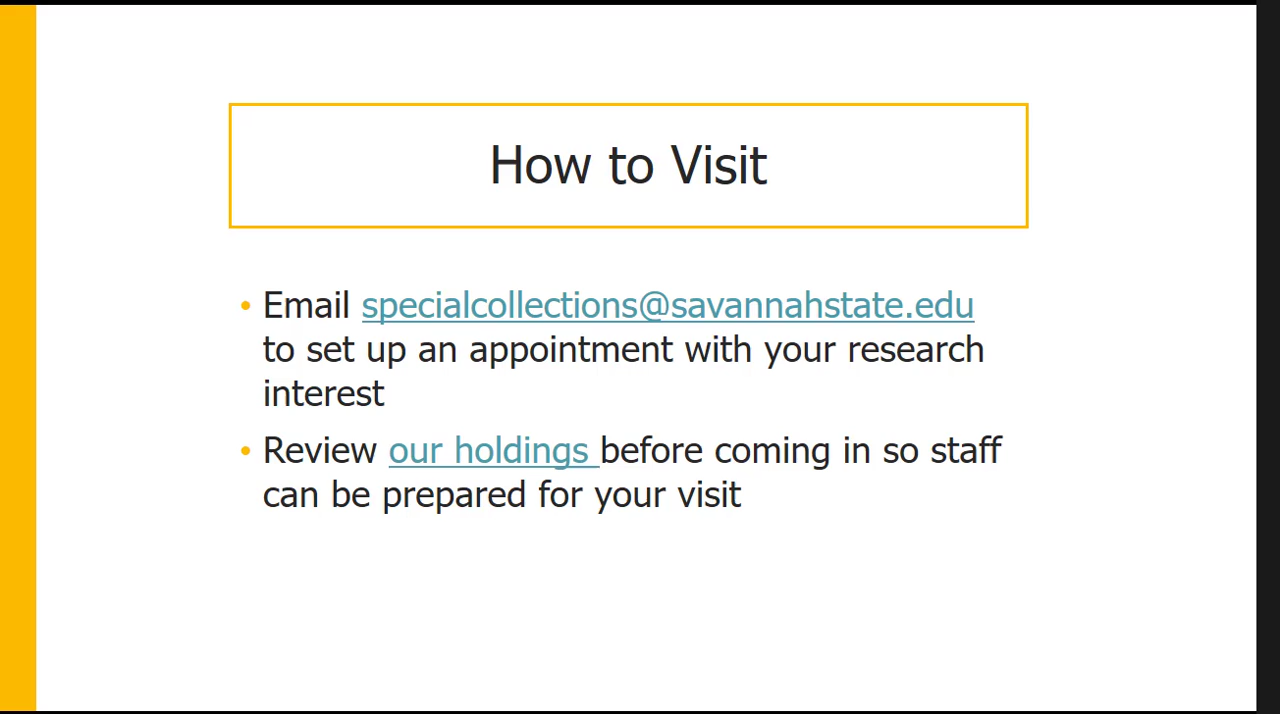 How to Visit
• Email specialcollections@savannahstate.edu
to set up an appointment with your research
interest
• Review our holdings before coming in so staff
can be prepared for your visit